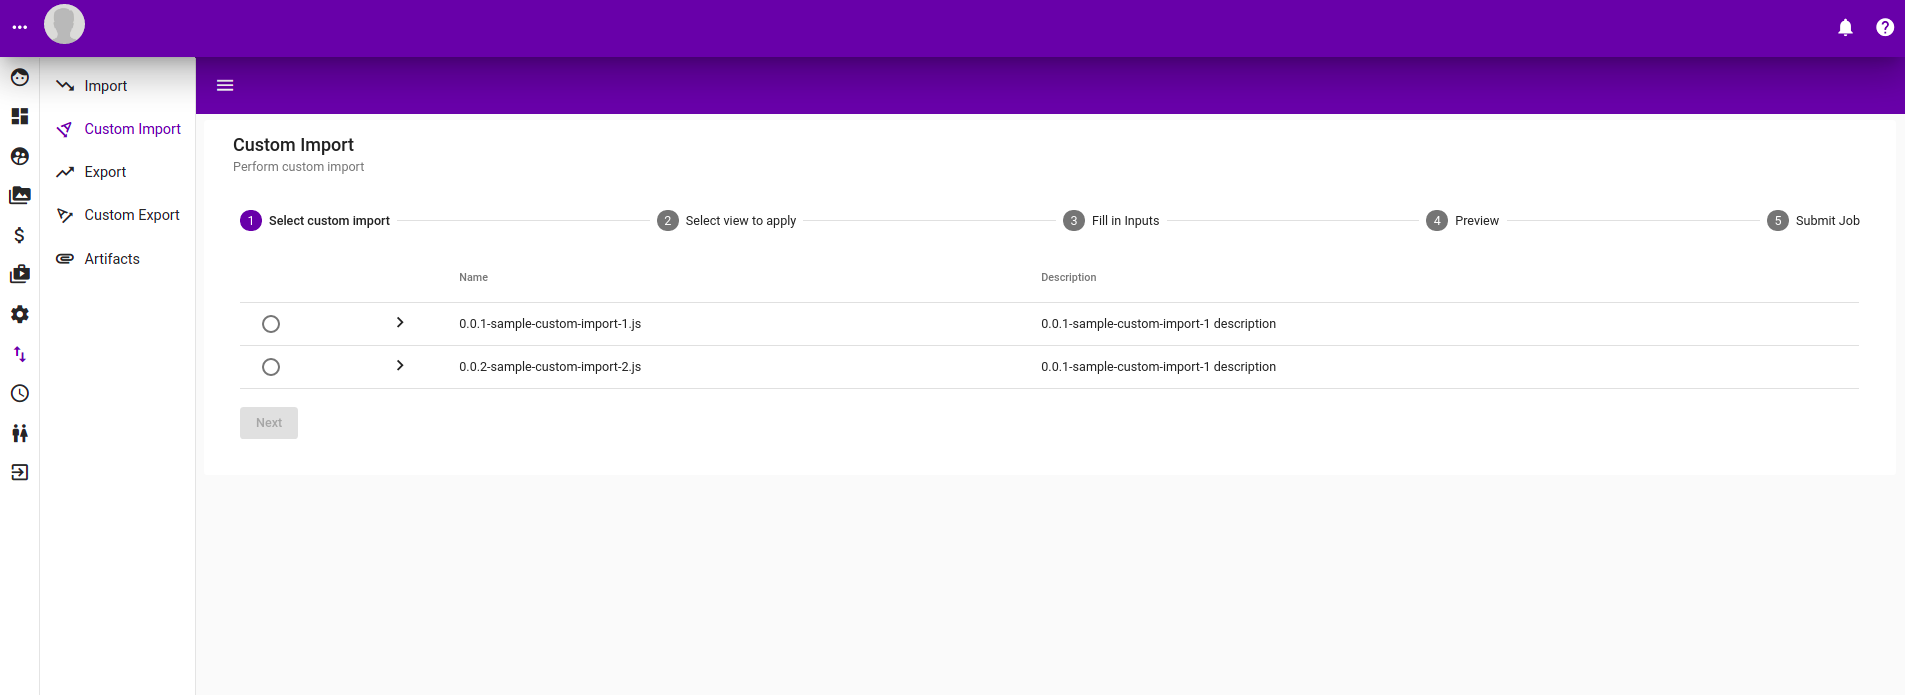 Import
Custom Import
Export
Custom Export
Artifacts
Custom Import
Perform custom import
1 Select custom import 2 Select view to apply 3 Fill in Inputs 4 Preview 5 Submit Job
Name Description
0.0.1-sample-custom-import-1.js 0.0.1-sample-custom-import-1 description
0.0.2-sample-custom-import-2.js 0.0.1-sample-custom-import-1 description
Next